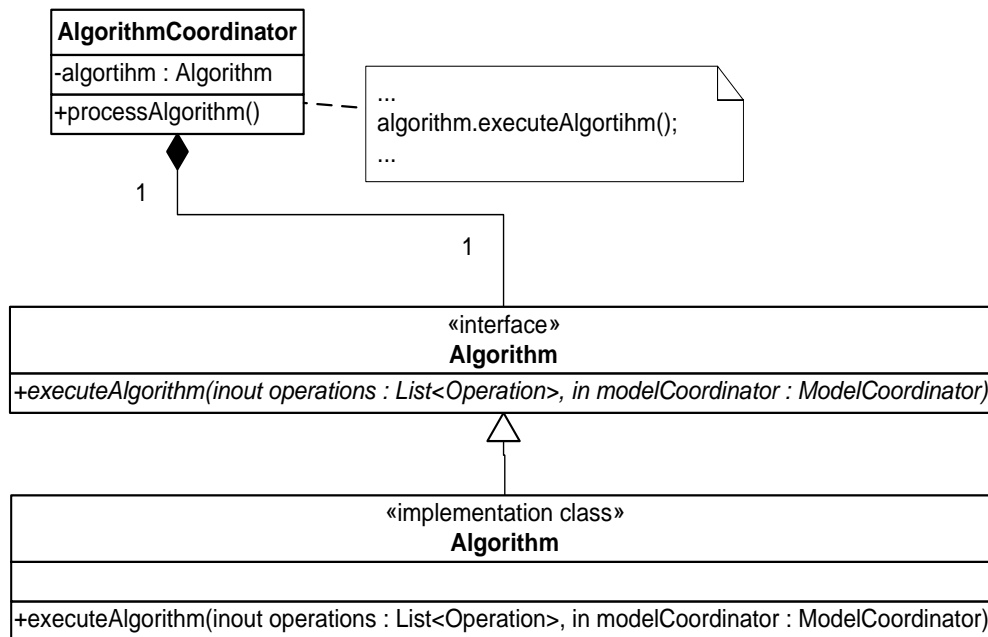 AlgorithmCoordinator
-algortihm : Algorithm
+processAlgorithm()
...
algorithm.executeAlgortihm();
...
1
1
«interface»
Algorithm
+executeAlgorithm(inout operations : List<Operation>, in modelCoordinator : ModelCoordinator)
«implementation class»
Algorithm
+executeAlgorithm(inout operations : List<Operation>, in modelCoordinator : ModelCoordinator)